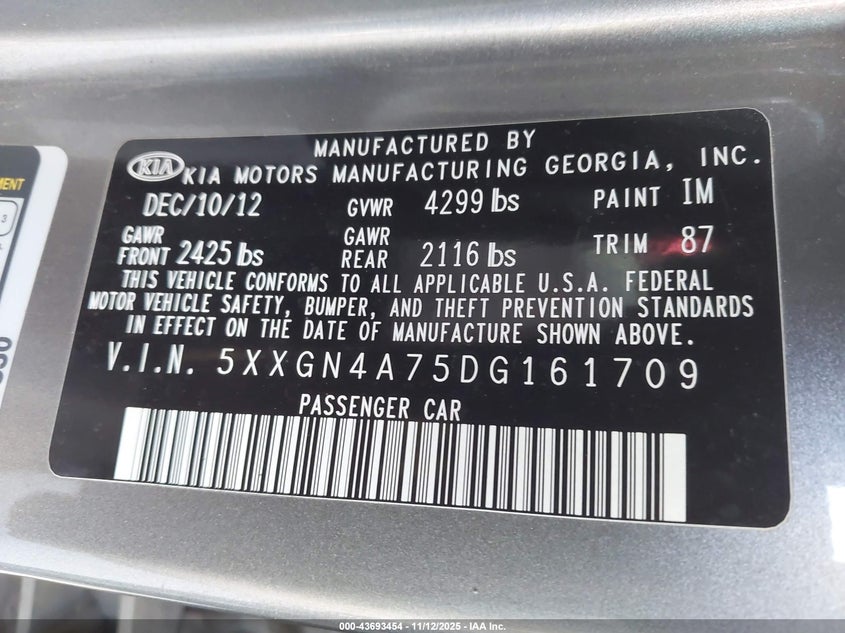 MENT
MANUFACTURED BY
KIA KIA MOTORS MANUFACTURING GEORGIA, INC.
DEC/10/12 GVWR 4299 lbs PAINT IM
GAWR FRONT 2425 lbs GAWR REAR 2116 lbs TRIM 87
THIS VEHICLE CONFORMS TO ALL APPLICABLE U.S.A. FEDERAL
MOTOR VEHICLE SAFETY, BUMPER, AND THEFT PREVENTION STANDARDS
IN EFFECT ON THE DATE OF MANUFACTURE SHOWN ABOVE.
V.I.N. 5XXGN4A75DG161709
PASSENGER CAR
000-43693454 - 11/12/2025 - IAA Inc.